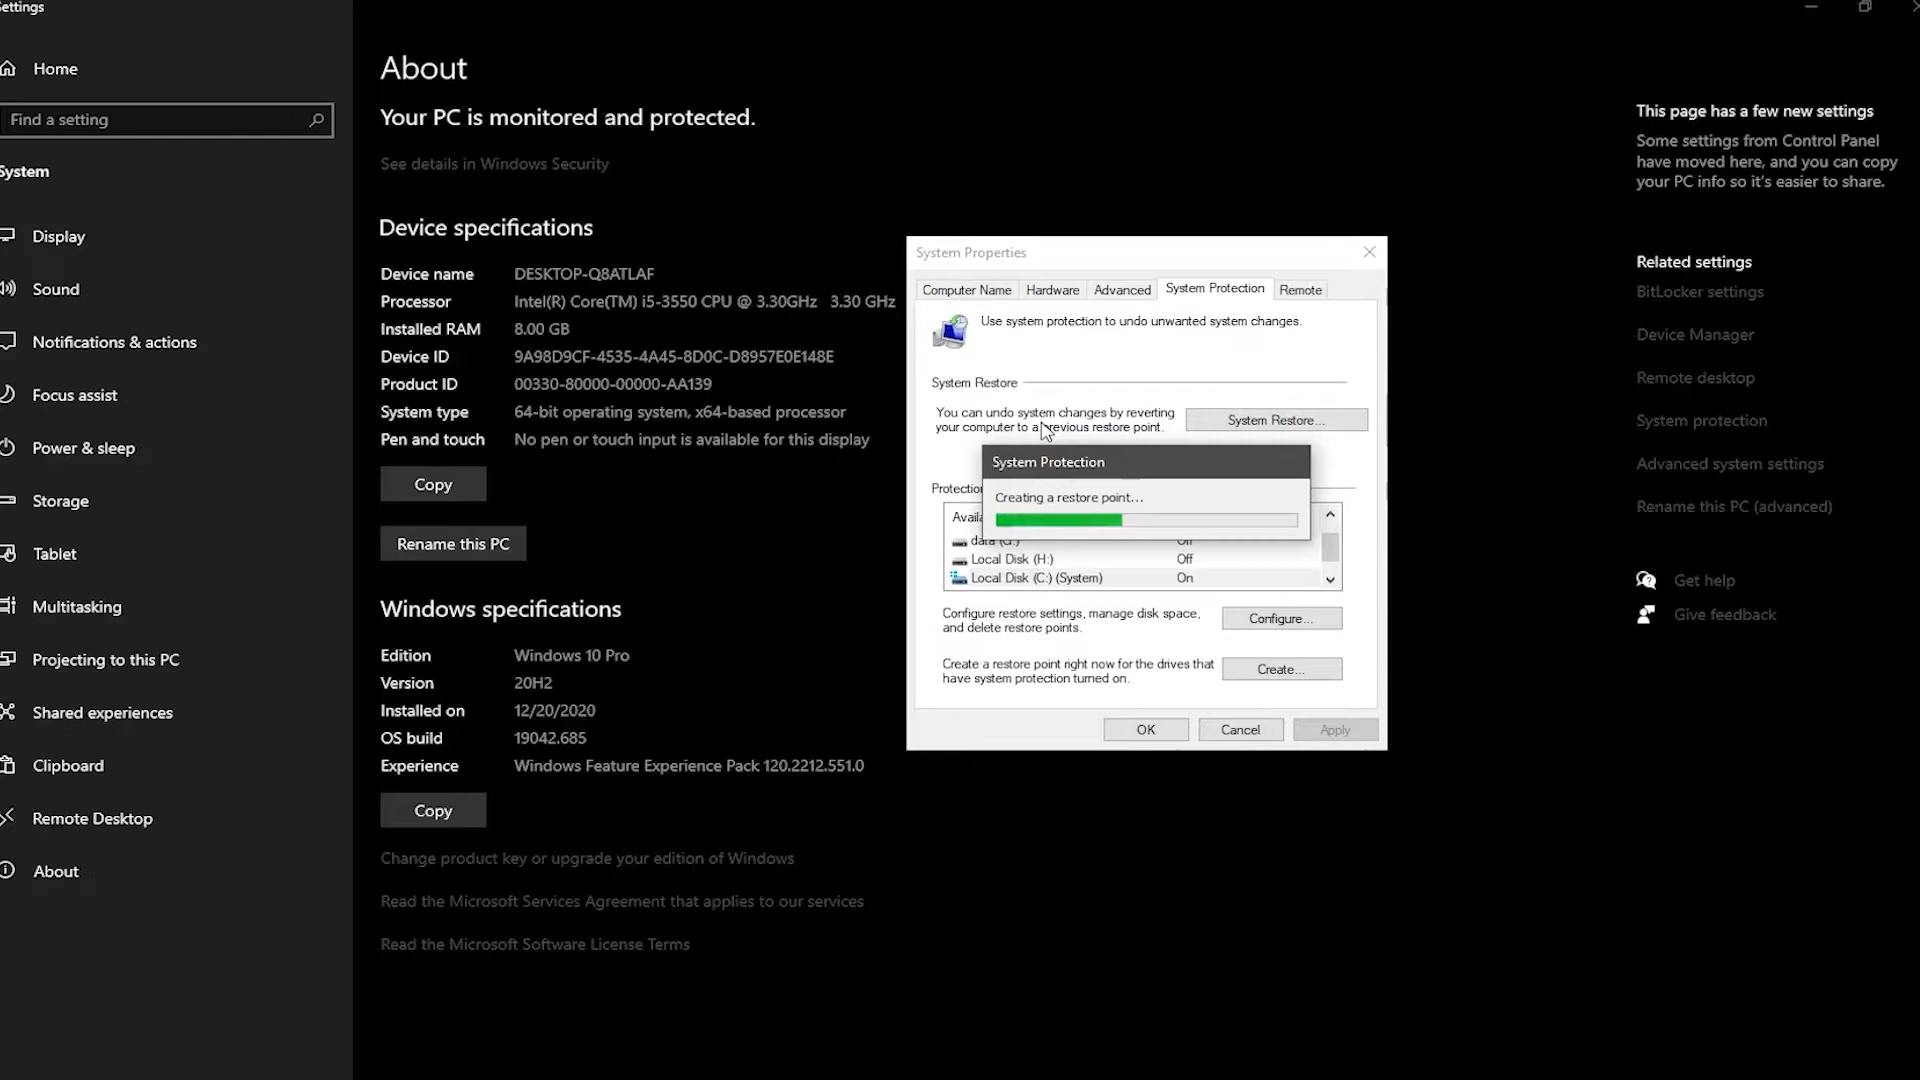 ettings
Home
Find a setting
System
Display
Sound
Notifications & actions
Focus assist
Power & sleep
Storage
Tablet
Multitasking
Projecting to this PC
Shared experiences
Clipboard
Remote Desktop
About
About
Your PC is monitored and protected.
See details in Windows Security
Device specifications
Device name DESKTOP-Q8ATLAF
Processor Intel(R) Core(TM) i5-3550 CPU @ 3.30GHz 3.30 GHz
Installed RAM 8.00 GB
Device ID 9A98D9CF-4535-4A45-8D0C-D8957E0E148E
Product ID 00330-80000-00000-AA139
System type 64-bit operating system, x64-based processor
Pen and touch No pen or touch input is available for this display
Copy
Rename this PC
Windows specifications
Edition Windows 10 Pro
Version 20H2
Installed on 12/20/2020
OS build 19042.685
Experience Windows Feature Experience Pack 120.2212.551.0
Copy
Change product key or upgrade your edition of Windows
Read the Microsoft Services Agreement that applies to our services
Read the Microsoft Software License Terms
System Properties
Computer Name Hardware Advanced System Protection Remote
Use system protection to undo unwanted system changes.
System Restore
You can undo system changes by reverting
your computer to a previous restore point.
System Restore...
System Protection
Creating a restore point...
Protection
Availa
data (G:) Off
Local Disk (H:) Off
Local Disk (C:) (System) On
Configure restore settings, manage disk space,
and delete restore points.
Configure...
Create a restore point right now for the drives that
have system protection turned on.
Create...
OK Cancel Apply
This page has a few new settings
Some settings from Control Panel
have moved here, and you can copy
your PC info so it's easier to share.
Related settings
BitLocker settings
Device Manager
Remote desktop
System protection
Advanced system settings
Rename this PC (advanced)
Get help
Give feedback